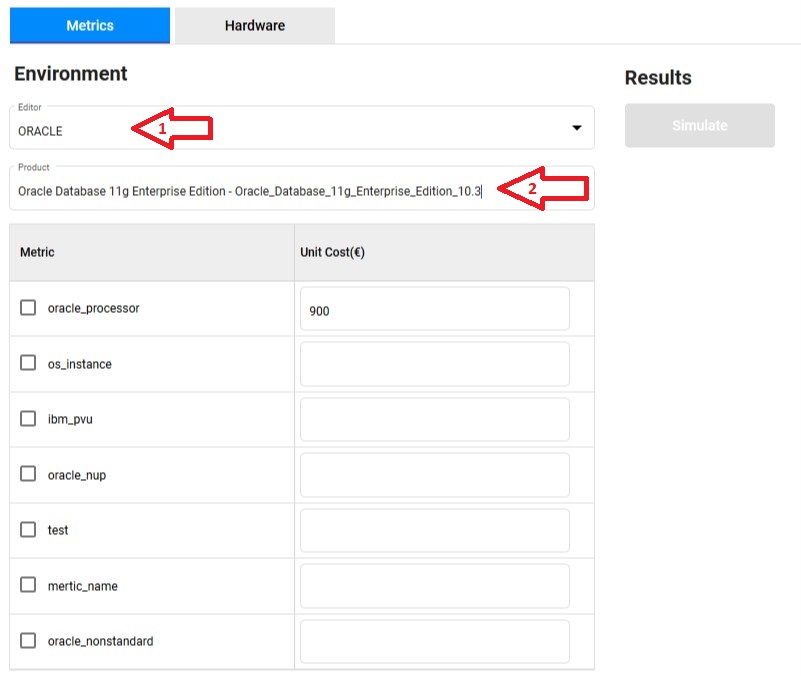 Metrics
Hardware
Environment
Results
Editor
ORACLE
1
Simulate
Product
Oracle Database 11g Enterprise Edition - Oracle_Database_11g_Enterprise_Edition_10.3
2
Metric
Unit Cost(€)
oracle_processor
900
os_instance
ibm_pvu
oracle_nup
test
mertic_name
oracle_nonstandard